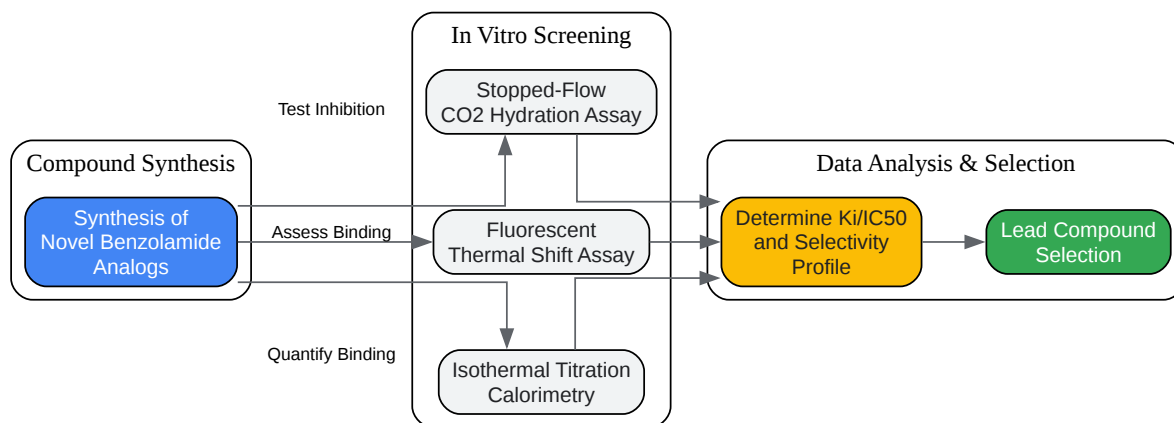 Compound Synthesis
Synthesis of
Novel Benzolamide
Analogs
Test Inhibition
Assess Binding
Quantify Binding
In Vitro Screening
Stopped-Flow
CO2 Hydration Assay
Fluorescent
Thermal Shift Assay
Isothermal Titration
Calorimetry
Data Analysis & Selection
Determine Ki/IC50
and Selectivity
Profile
Lead Compound
Selection